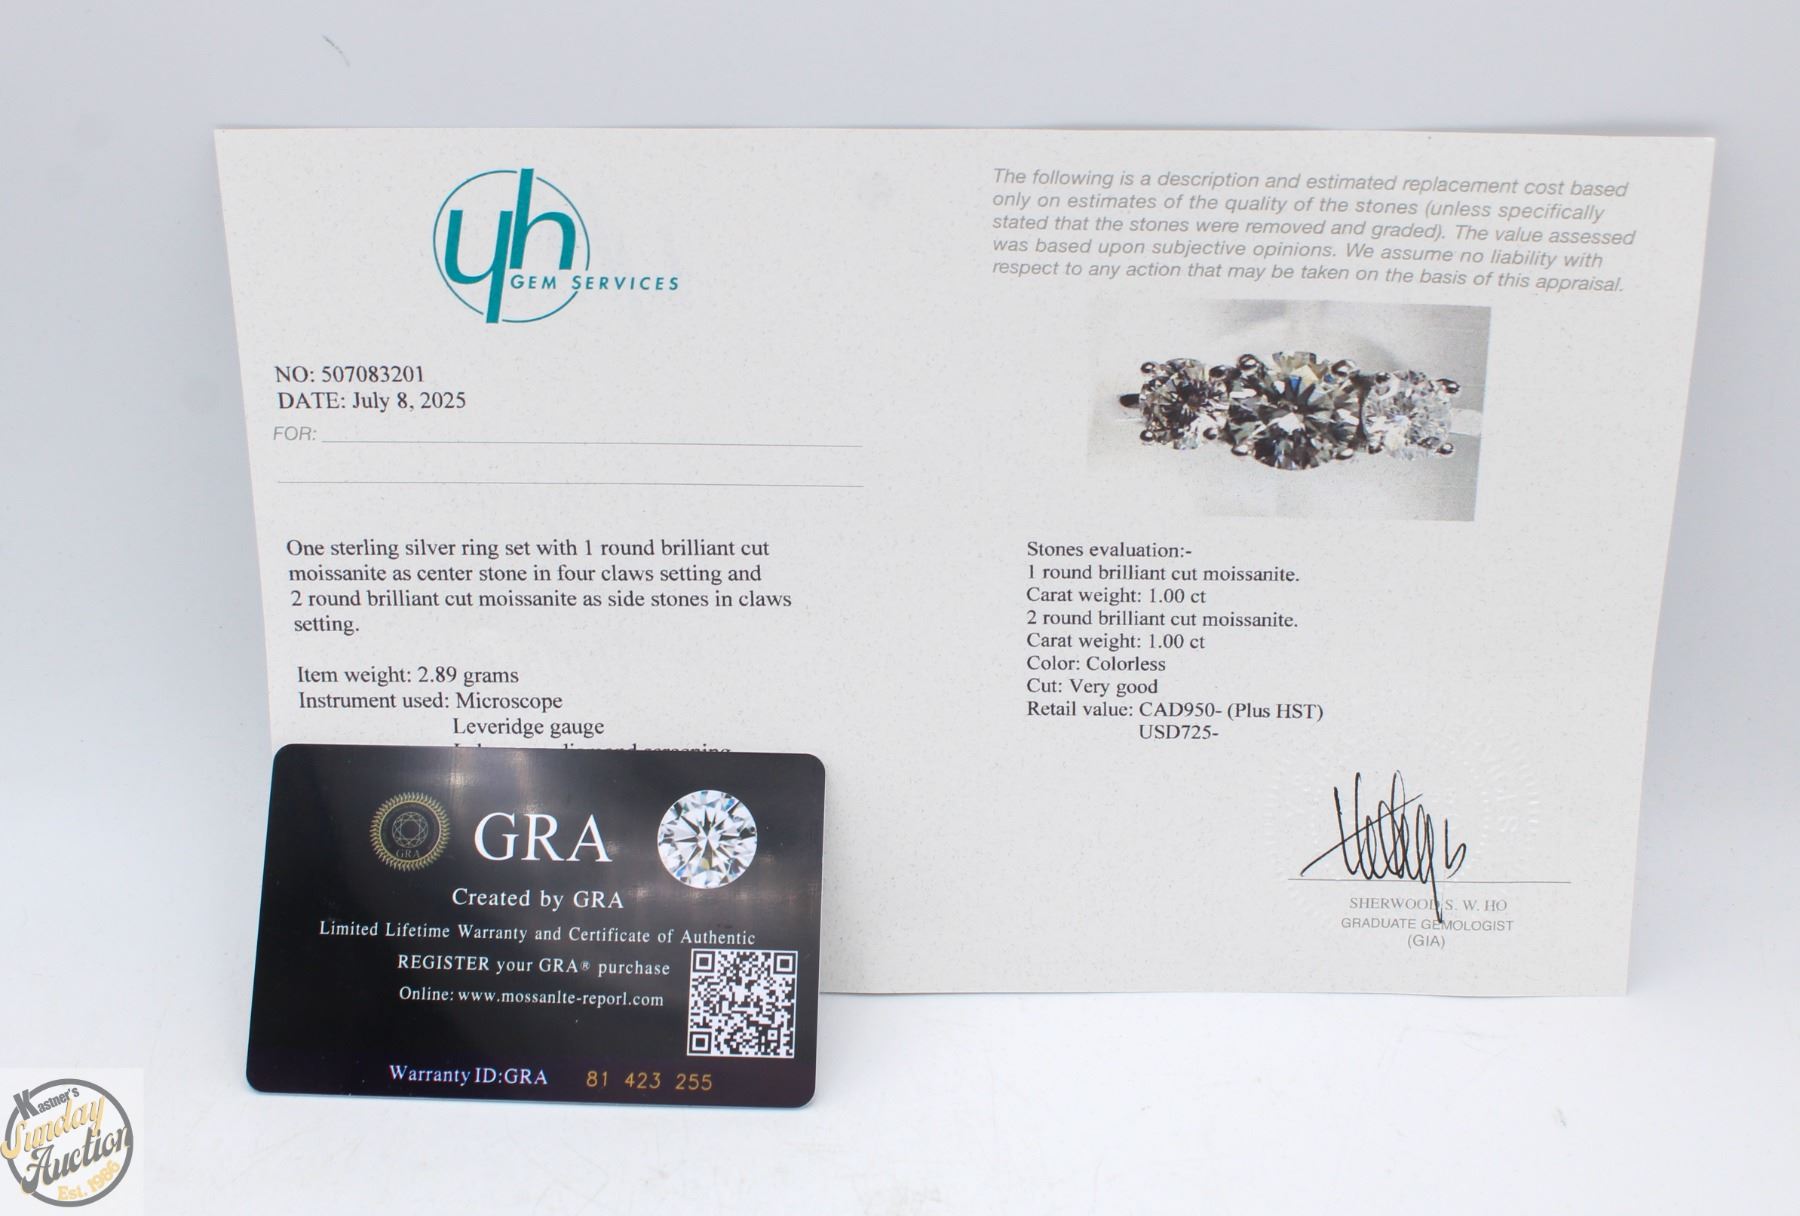 yh
GEM SERVICES
NO: 507083201
DATE: July 8, 2025
FOR:
One sterling silver ring set with 1 round brilliant cut
moissanite as center stone in four claws setting and
2 round brilliant cut moissanite as side stones in claws
setting.
Item weight: 2.89 grams
Instrument used: Microscope
Leveridge gauge
diamond screening
The following is a description and estimated replacement cost based
only on estimates of the quality of the stones (unless specifically
stated that the stones were removed and graded). The value assessed
was based upon subjective opinions. We assume no liability with
respect to any action that may be taken on the basis of this appraisal.
Stones evaluation:-
1 round brilliant cut moissanite.
Carat weight: 1.00 ct
2 round brilliant cut moissanite.
Carat weight: 1.00 ct
Color: Colorless
Cut: Very good
Retail value: CAD950- (Plus HST)
USD725-
SHERWOOD S. W. HO
GRADUATE GEMOLOGIST
(GIA)
GRA
GRA
Created by GRA
Limited Lifetime Warranty and Certificate of Authentic
REGISTER your GRA® purchase
Online: www.mossanlte-reporl.com
Warranty ID:GRA 81 423 255
Kastner's
Sunday
Auction
Est. 1986